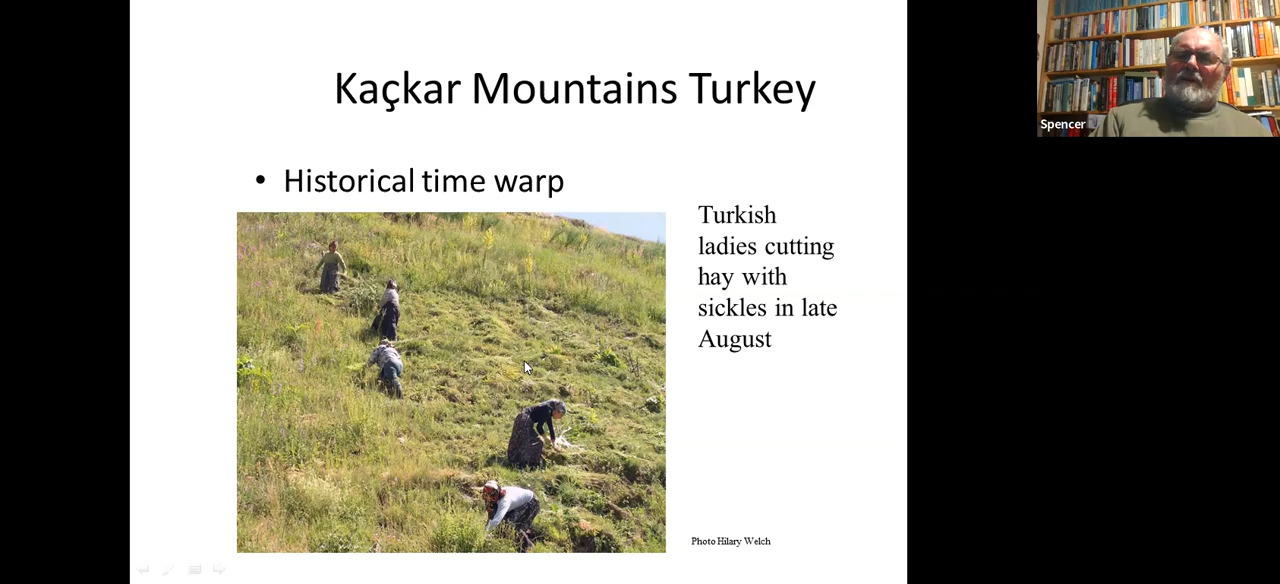 Kaçkar Mountains Turkey
• Historical time warp
Turkish
ladies cutting
hay with
sickles in late
August
Photo Hilary Welch
Spencer